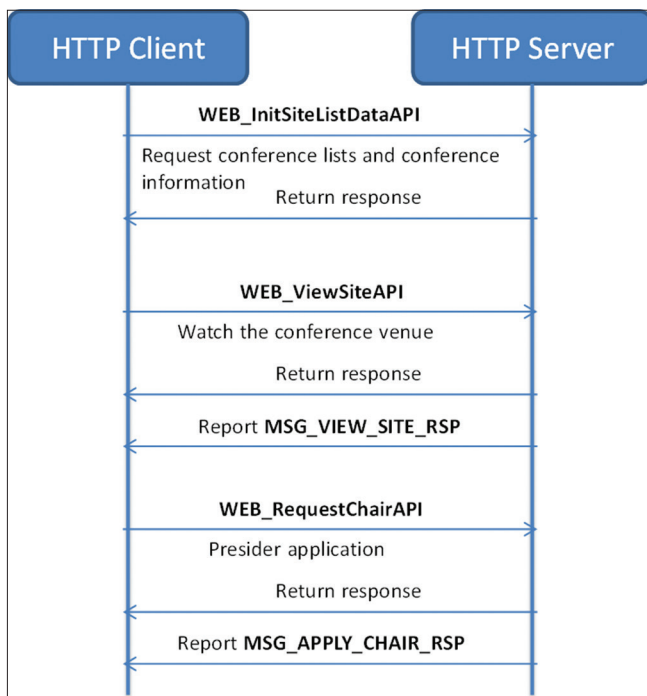 HTTP Client
HTTP Server
WEB_InitSiteListDataAPI
Request conference lists and conference
information
Return response
WEB_ViewSiteAPI
Watch the conference venue
Return response
Report MSG_VIEW_SITE_RSP
WEB_RequestChairAPI
Presider application
Return response
Report MSG_APPLY_CHAIR_RSP